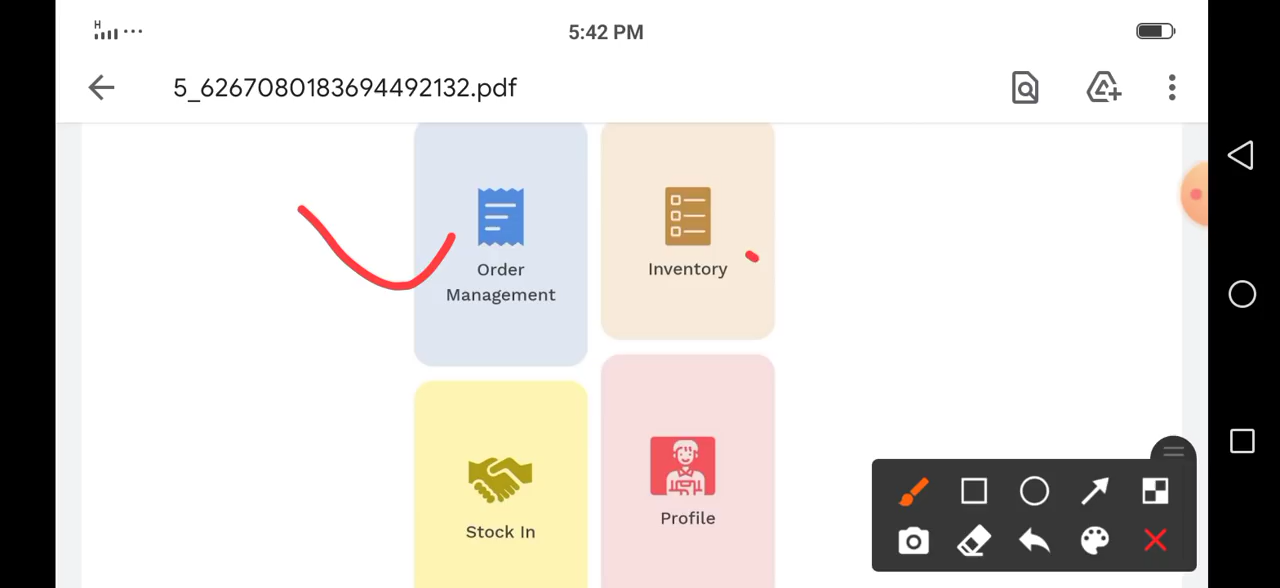 H
5:42 PM
5_6267080183694492132.pdf
Order
Management
Inventory
Stock In
Profile